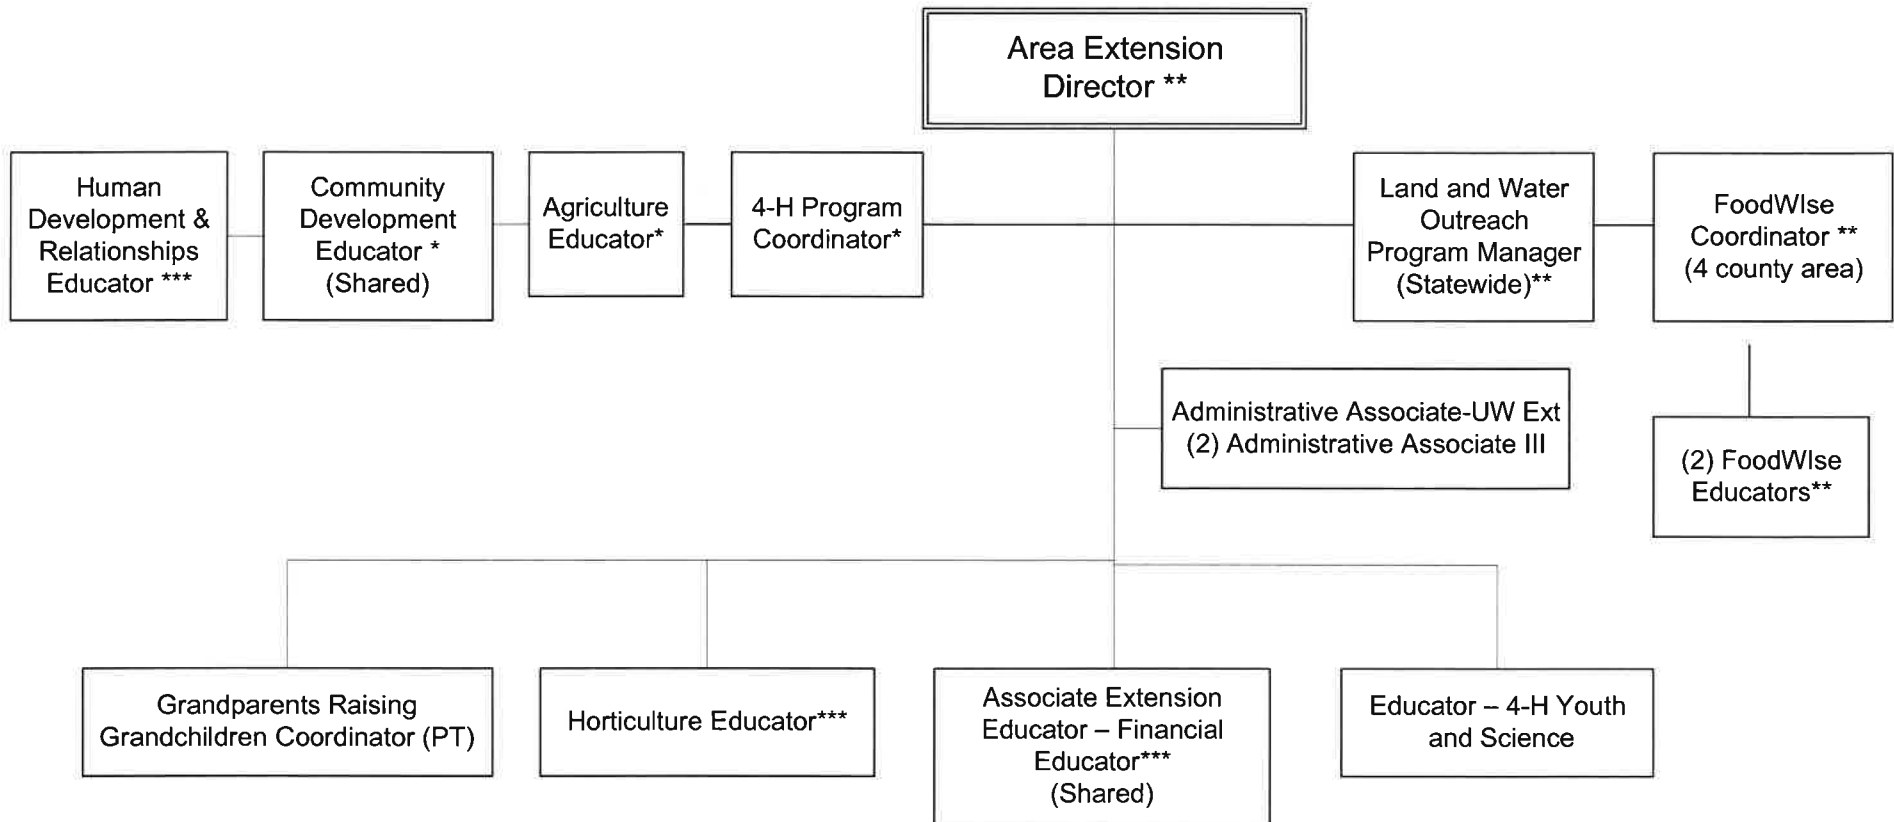 Area Extension
Director **
Human
Development &
Relationships
Educator ***
Community
Development
Educator *
(Shared)
Agriculture
Educator*
4-H Program
Coordinator*
Land and Water
Outreach
Program Manager
(Statewide)**
FoodWIse
Coordinator **
(4 county area)
Administrative Associate-UW Ext
(2) Administrative Associate III
(2) FoodWIse
Educators**
Grandparents Raising
Grandchildren Coordinator (PT)
Horticulture Educator***
Associate Extension
Educator – Financial
Educator***
(Shared)
Educator – 4-H Youth
and Science